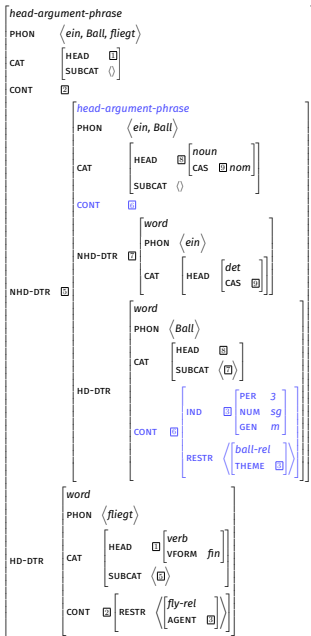 head-argument-phrase
PHON ⟨ein, Ball, fliegt⟩
CAT [HEAD 1
SUBCAT ⟨⟩]
CONT 2
NHD-DTR 5 [head-argument-phrase
PHON ⟨ein, Ball⟩
CAT [HEAD 8 [noun
CAS 9 nom]
SUBCAT ⟨⟩]
CONT 6
NHD-DTR 7 [word
PHON ⟨ein⟩
CAT [HEAD [det
CAS 9]]]
HD-DTR [word
PHON ⟨Ball⟩
CAT [HEAD 8
SUBCAT ⟨7⟩]
CONT 6 [IND 3 [PER 3
NUM sg
GEN m]
RESTR ⟨[ball-rel
THEME 3]⟩]]]
HD-DTR [word
PHON ⟨fliegt⟩
CAT [HEAD 1 [verb
VFORM fin]
SUBCAT ⟨5⟩]
CONT 2 [RESTR ⟨[fly-rel
AGENT 3]⟩]]